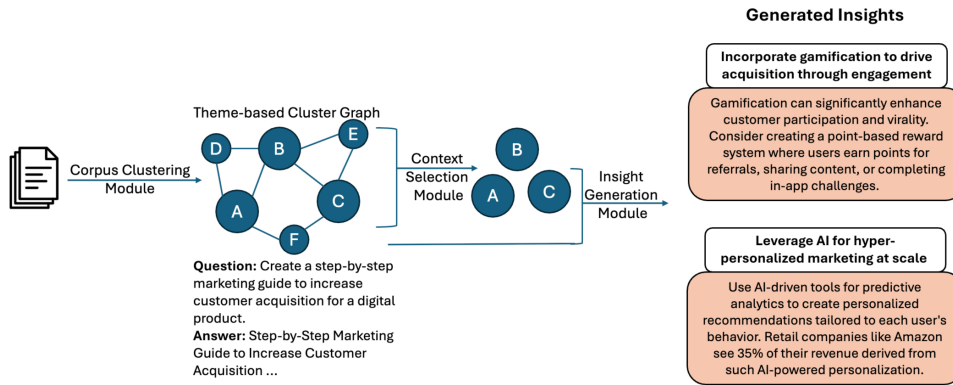 Corpus Clustering
Module
Theme-based Cluster Graph
D
B
E
A
C
F
Question: Create a step-by-step
marketing guide to increase
customer acquisition for a digital
product.
Answer: Step-by-Step Marketing
Guide to Increase Customer
Acquisition ...
Context
Selection
Module
B
A
C
Insight
Generation
Module
Generated Insights
Incorporate gamification to drive
acquisition through engagement
Gamification can significantly enhance
customer participation and virality.
Consider creating a point-based reward
system where users earn points for
referrals, sharing content, or completing
in-app challenges.
Leverage AI for hyper-
personalized marketing at scale
Use AI-driven tools for predictive
analytics to create personalized
recommendations tailored to each user's
behavior. Retail companies like Amazon
see 35% of their revenue derived from
such AI-powered personalization.